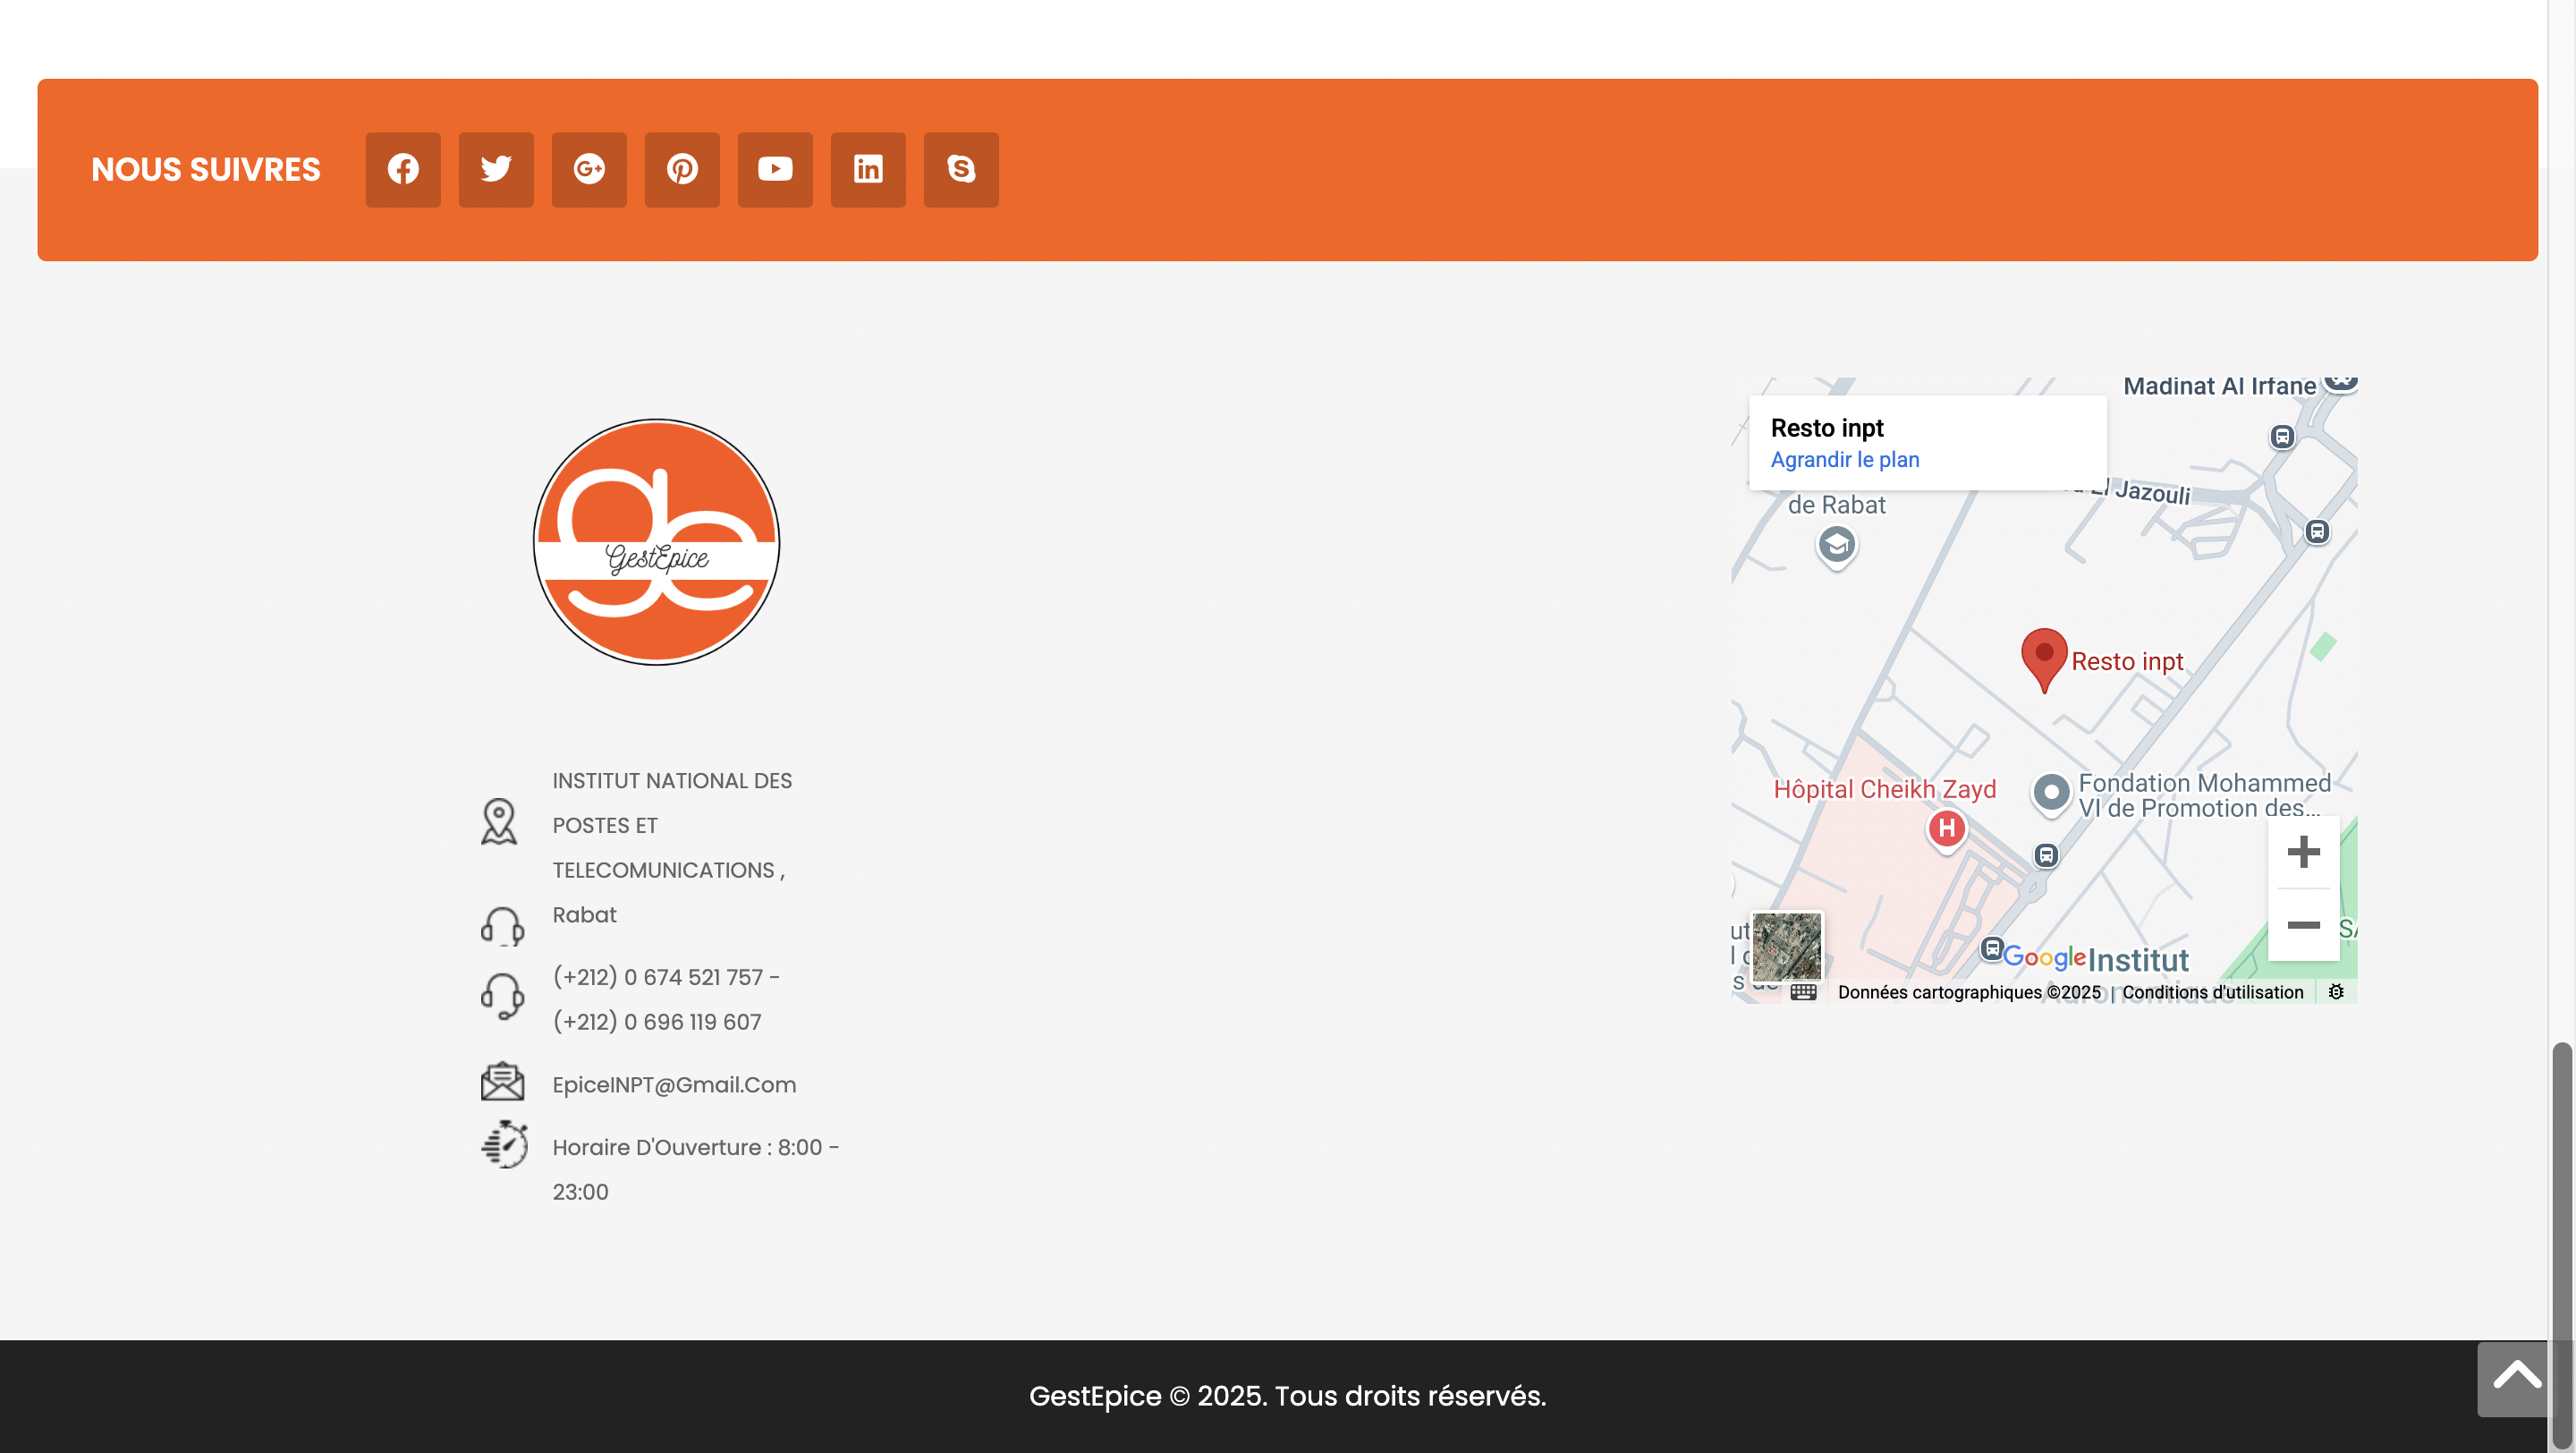 NOUS SUIVRES
GestEpice
INSTITUT NATIONAL DES
POSTES ET
TELECOMUNICATIONS ,
Rabat
(+212) 0 674 521 757 -
(+212) 0 696 119 607
EpiceINPT@Gmail.Com
Horaire D'Ouverture : 8:00 -
23:00
Madinat Al Irfane
Resto inpt
Agrandir le plan
El Jazouli
de Rabat
Resto inpt
Hôpital Cheikh Zayd
H
Fondation Mohammed
VI de Promotion des...
Google
Institut
Agronomique
Données cartographiques ©2025
Conditions d'utilisation
GestEpice © 2025. Tous droits réservés.